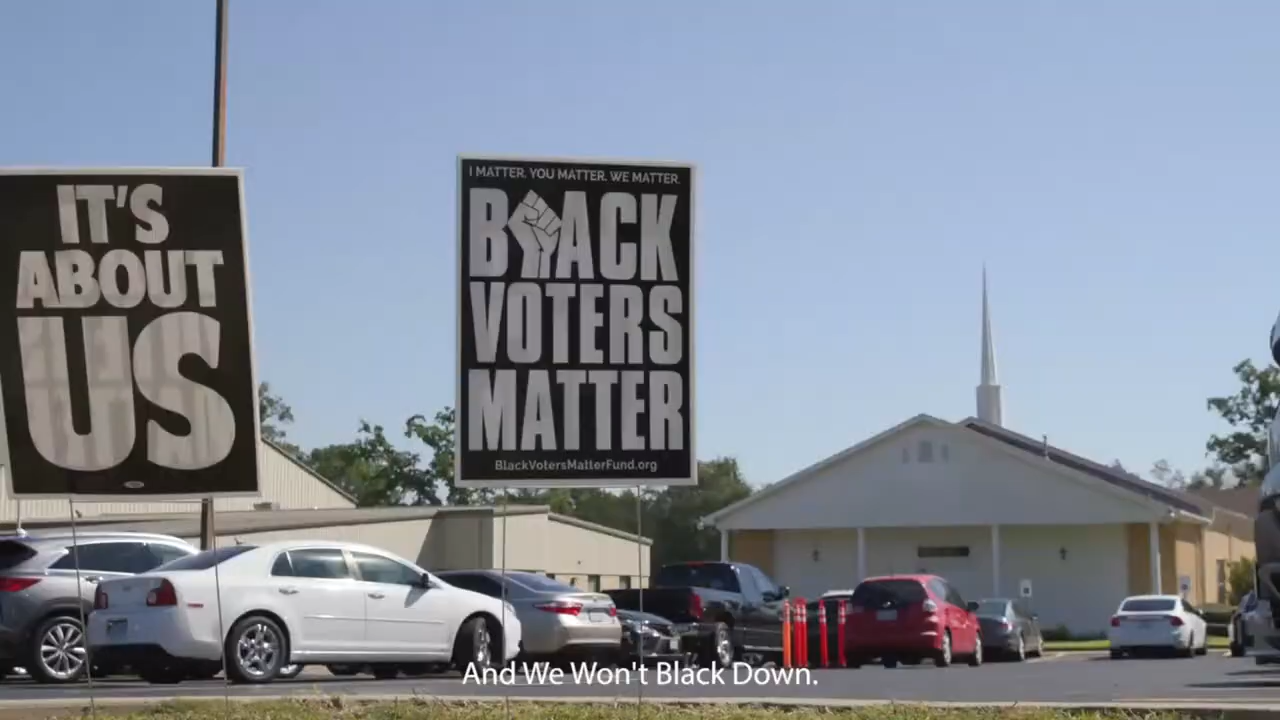 IT'S
ABOUT
US
I MATTER. YOU MATTER. WE MATTER.
BLACK
VOTERS
MATTER
BlackVotersMatterFund.org
And We Won't Black Down.